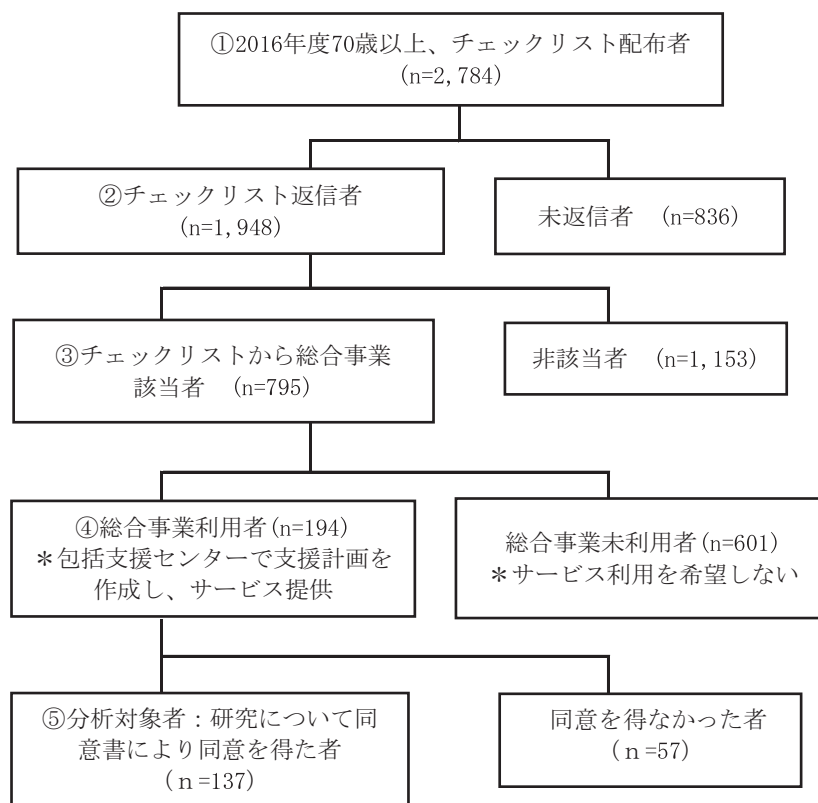 ①2016年度70歳以上、チェックリスト配布者
(n=2,784)
②チェックリスト返信者
(n=1,948)
未返信者　(n=836)
③チェックリストから総合事業
該当者　(n=795)
非該当者　(n=1,153)
④総合事業利用者(n=194)
＊包括支援センターで支援計画を
作成し、サービス提供
総合事業未利用者(n=601)
＊サービス利用を希望しない
⑤分析対象者：研究について同
意書により同意を得た者
（ｎ=137)
同意を得なかった者
（ｎ=57）